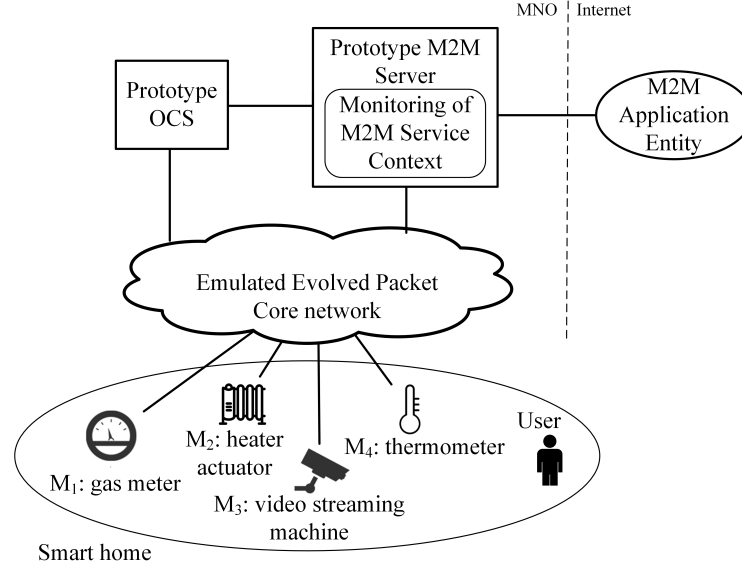 MNO
Internet
Prototype M2M
Server
Monitoring of
M2M Service
Context
Prototype
OCS
M2M
Application
Entity
Emulated Evolved Packet
Core network
M₁: gas meter
M₂: heater
actuator
M₃: video streaming
machine
M₄: thermometer
User
Smart home